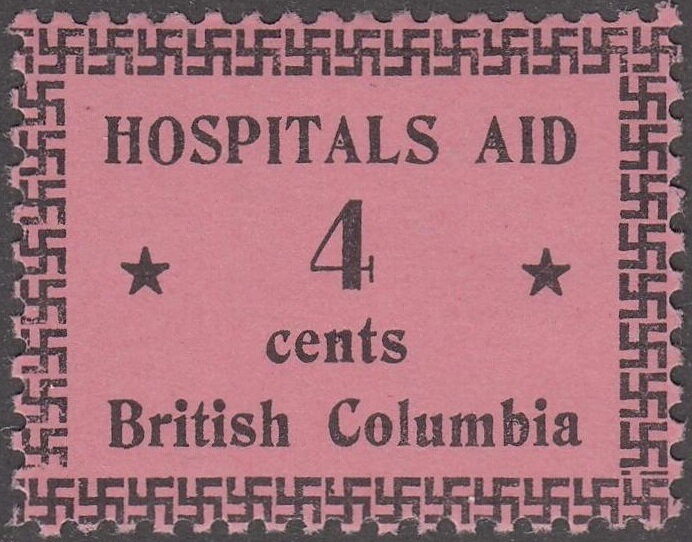 HOSPITALS AID
4
cents
British Columbia